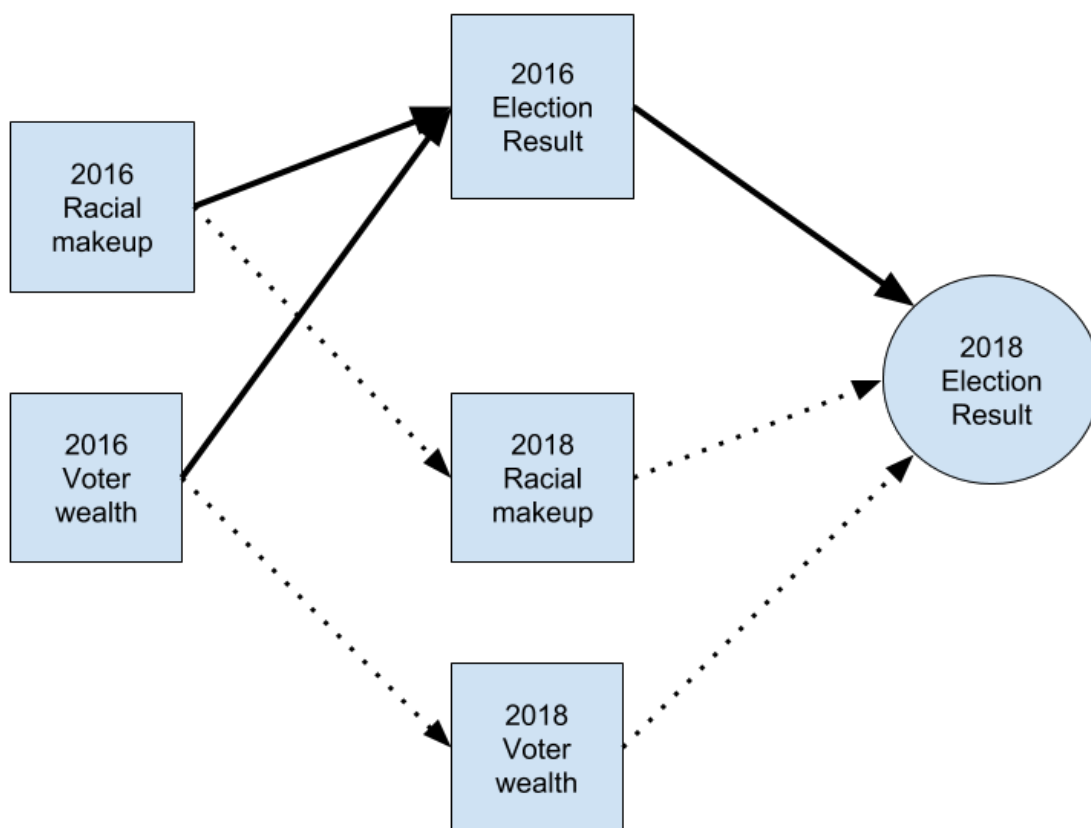 2016
Election
Result
2016
Racial
makeup
2018
Election
Result
2016
Voter
wealth
2018
Racial
makeup
2018
Voter
wealth